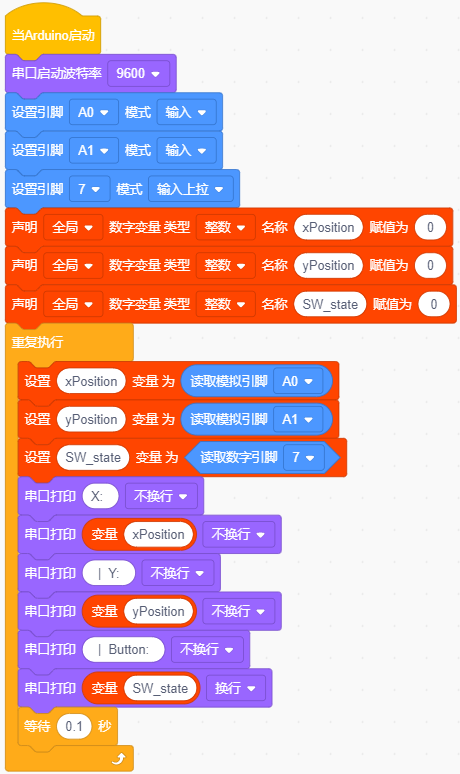 当Arduino启动
串口启动波特率 9600
设置引脚 A0 模式 输入
设置引脚 A1 模式 输入
设置引脚 7 模式 输入上拉
声明 全局 数字变量 类型 整数 名称 xPosition 赋值为 0
声明 全局 数字变量 类型 整数 名称 yPosition 赋值为 0
声明 全局 数字变量 类型 整数 名称 SW_state 赋值为 0
重复执行
设置 xPosition 变量 为 读取模拟引脚 A0
设置 yPosition 变量 为 读取模拟引脚 A1
设置 SW_state 变量 为 读取数字引脚 7
串口打印 X: 不换行
串口打印 变量 xPosition 不换行
串口打印 | Y: 不换行
串口打印 变量 yPosition 不换行
串口打印 | Button: 不换行
串口打印 变量 SW_state 换行
等待 0.1 秒